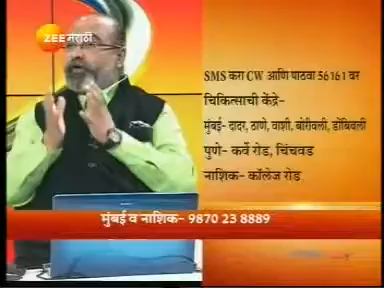 ZEE मराठी
SMS करा CW आणि पाठवा 56161 वर
चिकित्साची केंद्रे-
मुंबई- दादर, ठाणे, वाशी, बोरीवली, डोंबिवली
पुणे- कर्वे रोड, चिंचवड
नाशिक- कॉलेज रोड
मुंबई व नाशिक- 9870 23 8889